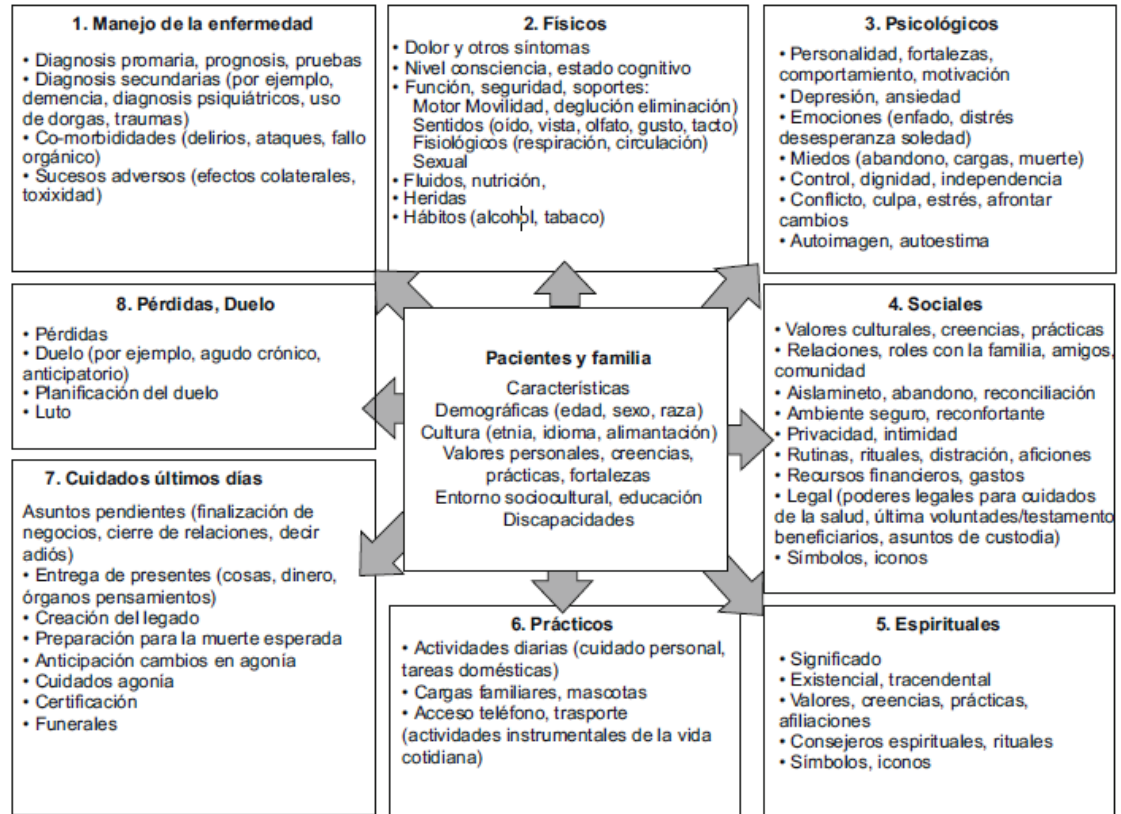 1. Manejo de la enfermedad
• Diagnosis promaria, prognosis, pruebas
• Diagnosis secundarias (por ejemplo,
demencia, diagnosis psiquiátricos, uso
de dorgas, traumas)
• Co-morbididades (delirios, ataques, fallo
orgánico)
• Sucesos adversos (efectos colaterales,
toxixidad)
2. Físicos
• Dolor y otros síntomas
• Nivel consciencia, estado cognitivo
• Función, seguridad, soportes:
Motor Movilidad, deglución eliminación)
Sentidos (oído, vista, olfato, gusto, tacto)
Fisiológicos (respiración, circulación)
Sexual
• Fluidos, nutrición,
• Heridas
• Hábitos (alcohol, tabaco)
3. Psicológicos
• Personalidad, fortalezas,
comportamiento, motivación
• Depresión, ansiedad
• Emociones (enfado, distrés
desesperanza soledad)
• Miedos (abandono, cargas, muerte)
• Control, dignidad, independencia
• Conflicto, culpa, estrés, afrontar
cambios
• Autoimagen, autoestima
8. Pérdidas, Duelo
• Pérdidas
• Duelo (por ejemplo, agudo crónico,
anticipatorio)
• Planificación del duelo
• Luto
Pacientes y familia
Características
Demográficas (edad, sexo, raza)
Cultura (etnia, idioma, alimantación)
Valores personales, creencias,
prácticas, fortalezas
Entorno sociocultural, educación
Discapacidades
4. Sociales
• Valores culturales, creencias, prácticas
• Relaciones, roles con la familia, amigos,
comunidad
• Aislamineto, abandono, reconciliación
• Ambiente seguro, reconfortante
• Privacidad, intimidad
• Rutinas, rituales, distración, aficiones
• Recursos financieros, gastos
• Legal (poderes legales para cuidados
de la salud, última voluntades/testamento
beneficiarios, asuntos de custodia)
• Símbolos, iconos
7. Cuidados últimos días
Asuntos pendientes (finalización de
negocios, cierre de relaciones, decir
adiós)
• Entrega de presentes (cosas, dinero,
órganos pensamientos)
• Creación del legado
• Preparación para la muerte esperada
• Anticipación cambios en agonía
• Cuidados agonía
• Certificación
• Funerales
6. Prácticos
• Actividades diarias (cuidado personal,
tareas domésticas)
• Cargas familiares, mascotas
• Acceso teléfono, trasporte
(actividades instrumentales de la vida
cotidiana)
5. Espirituales
• Significado
• Existencial, tracendental
• Valores, creencias, prácticas,
afiliaciones
• Consejeros espirituales, rituales
• Símbolos, iconos